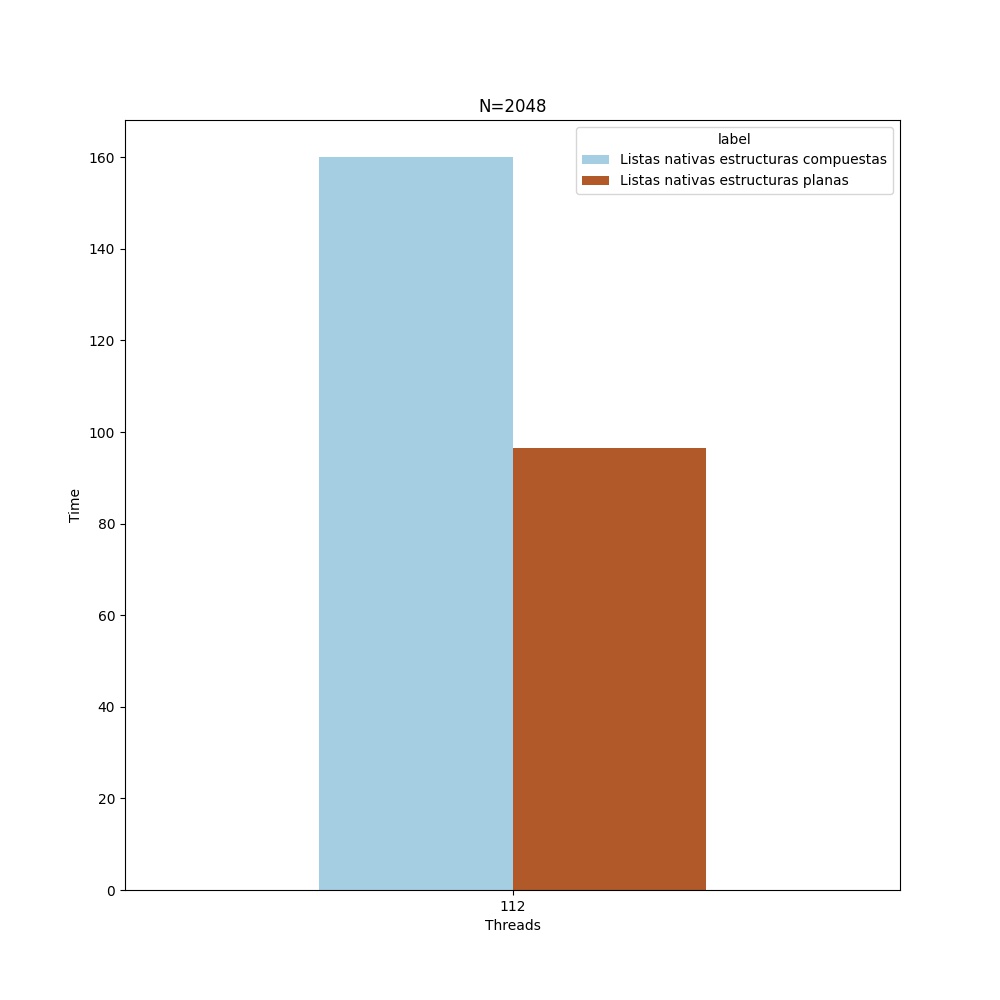 N=2048
label
Listas nativas estructuras compuestas
Listas nativas estructuras planas
160
140
120
100
80
60
40
20
0
Time
112
Threads